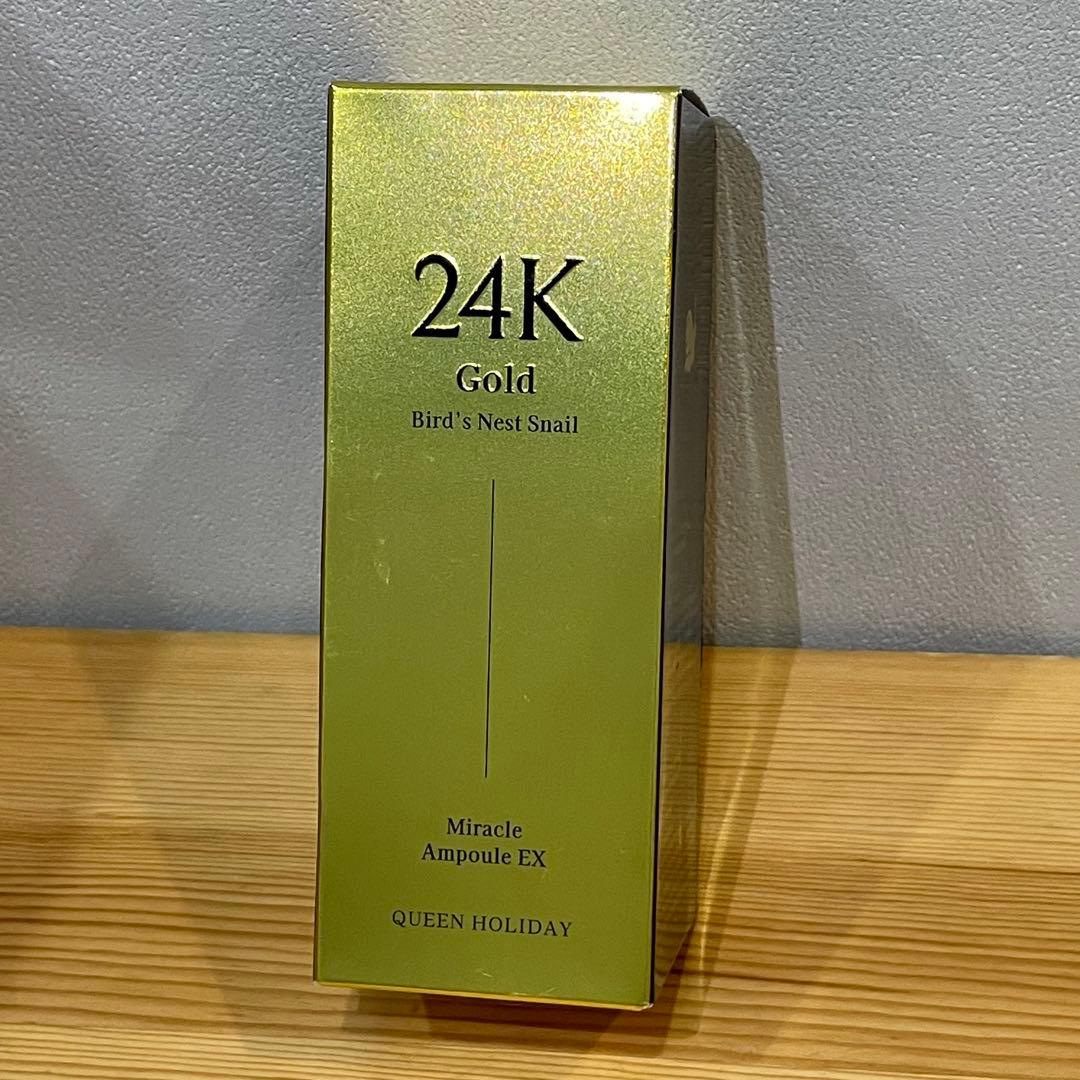 24K
Gold
Bird's Nest Snail
Miracle
Ampoule EX
QUEEN HOLIDAY